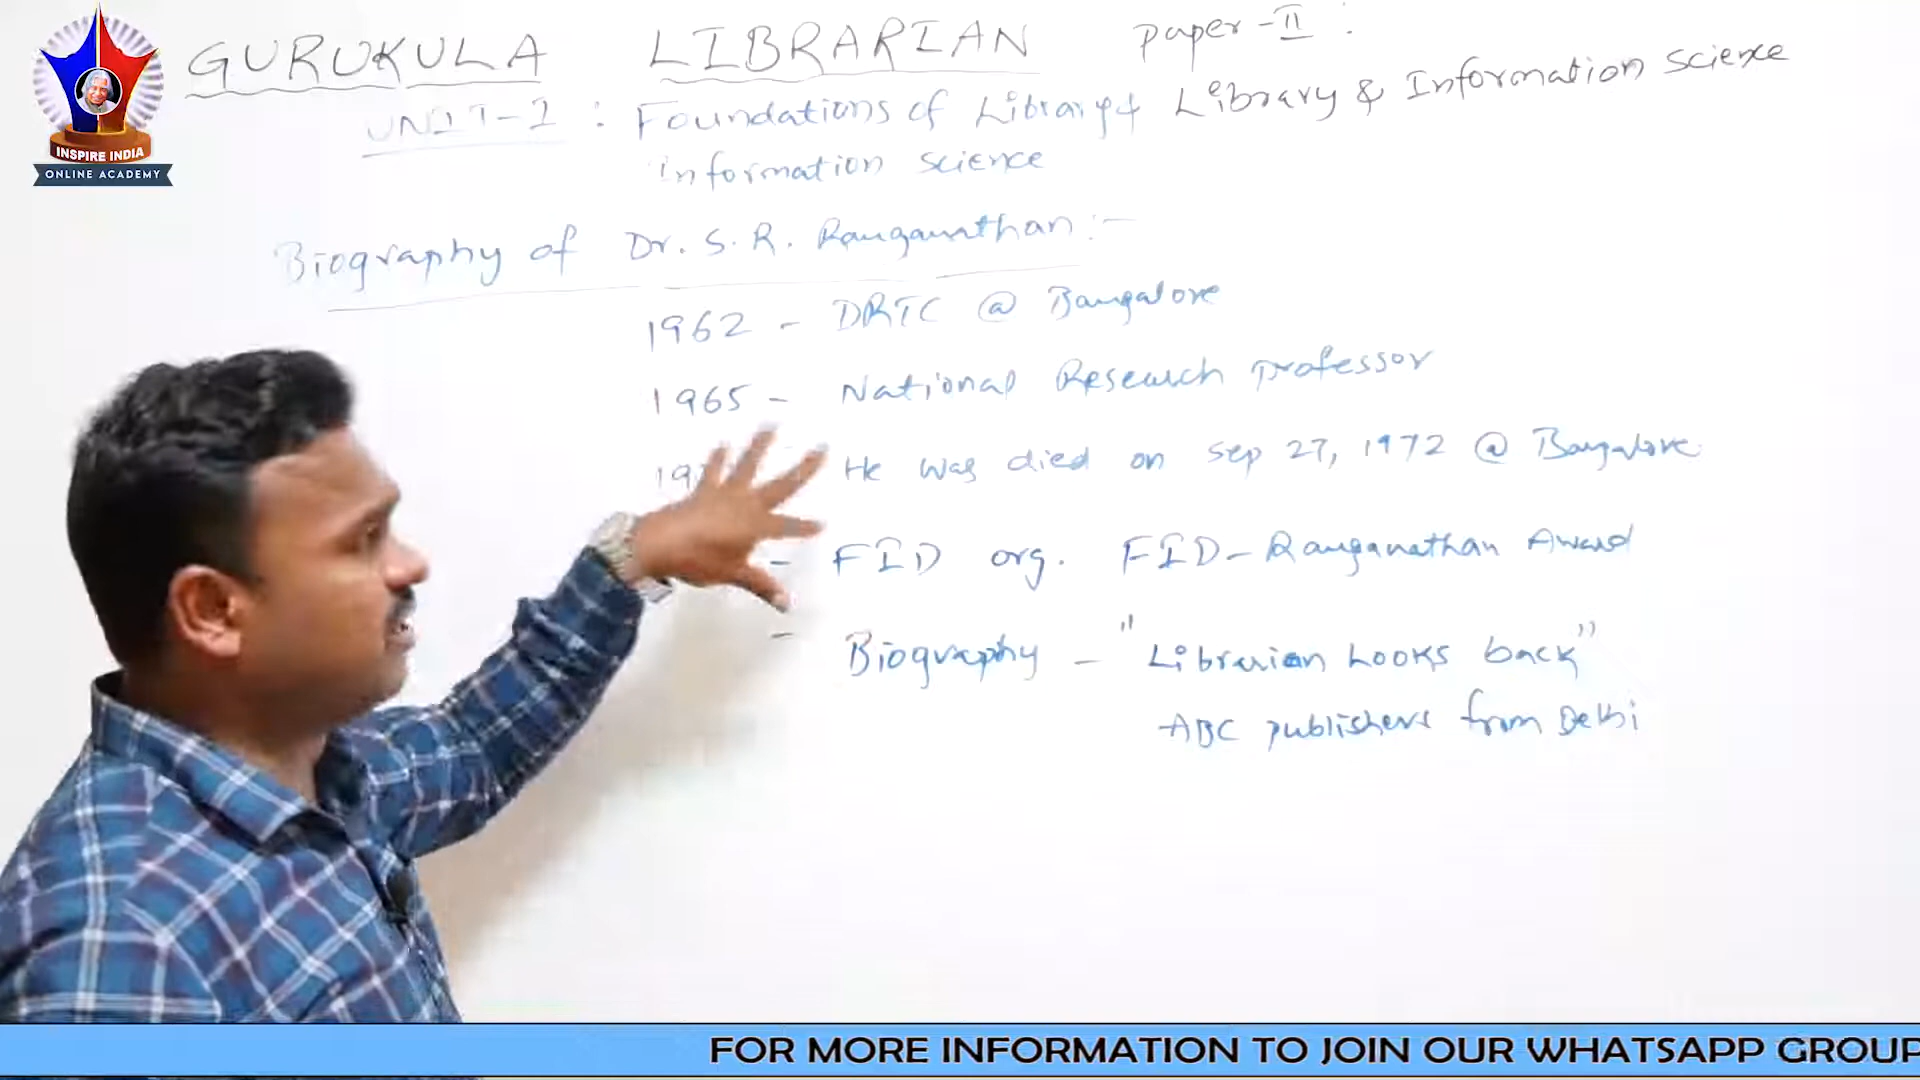 INSPIRE INDIA
ONLINE ACADEMY
GURUKULA LIBRARIAN Paper-II :
Library & Information Science
UNIT-I : Foundations of Library &
Information Science
Biography of Dr. S. R. Ranganathan :-
1962 - DRTC @ Bangalore
1965 - National Research Professor
He was died on Sep 27, 1972 @ Bangalore
- FID org. FID - Ranganathan Award
- Biography - "Librarian Looks back"
ABC publishers from Delhi
FOR MORE INFORMATION TO JOIN OUR WHATSAPP GROUP